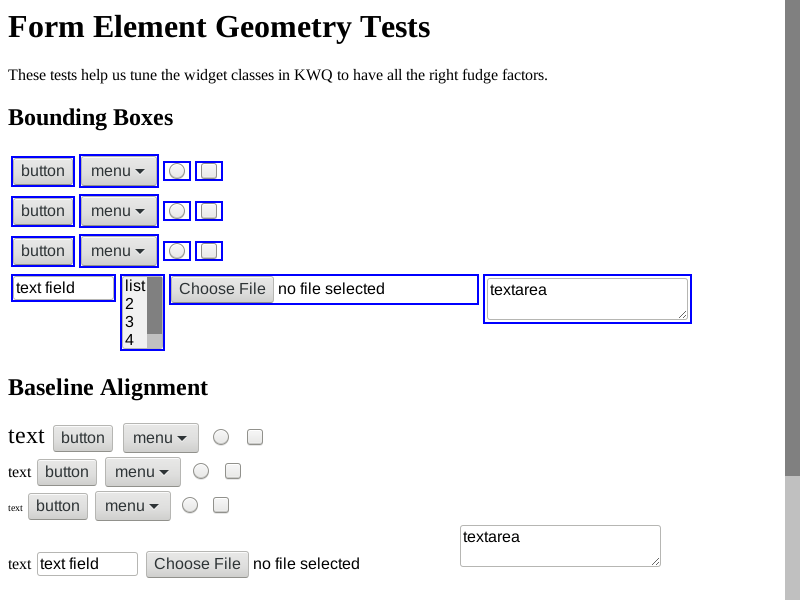 Form Element Geometry Tests
These tests help us tune the widget classes in KWQ to have all the right fudge factors.
Bounding Boxes
button menu
button menu
button menu
text field list Choose File no file selected textarea
2
3
4
Baseline Alignment
text button menu
text button menu
text button menu
textarea
text text field Choose File no file selected